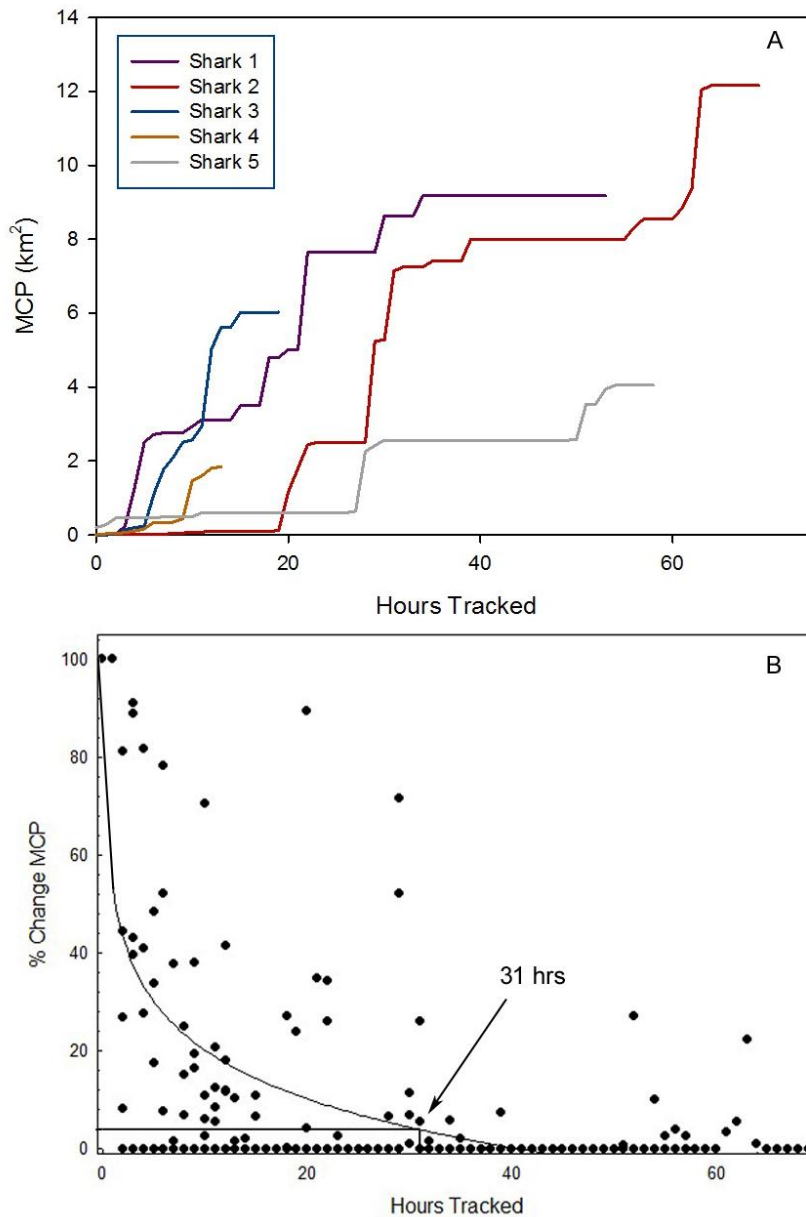 14
12
10
8
6
4
2
0
MCP (km²)
Shark 1
Shark 2
Shark 3
Shark 4
Shark 5
A
0 20 40 60
Hours Tracked
100
80
60
40
20
0
% Change MCP
B
31 hrs
0 20 40 60
Hours Tracked